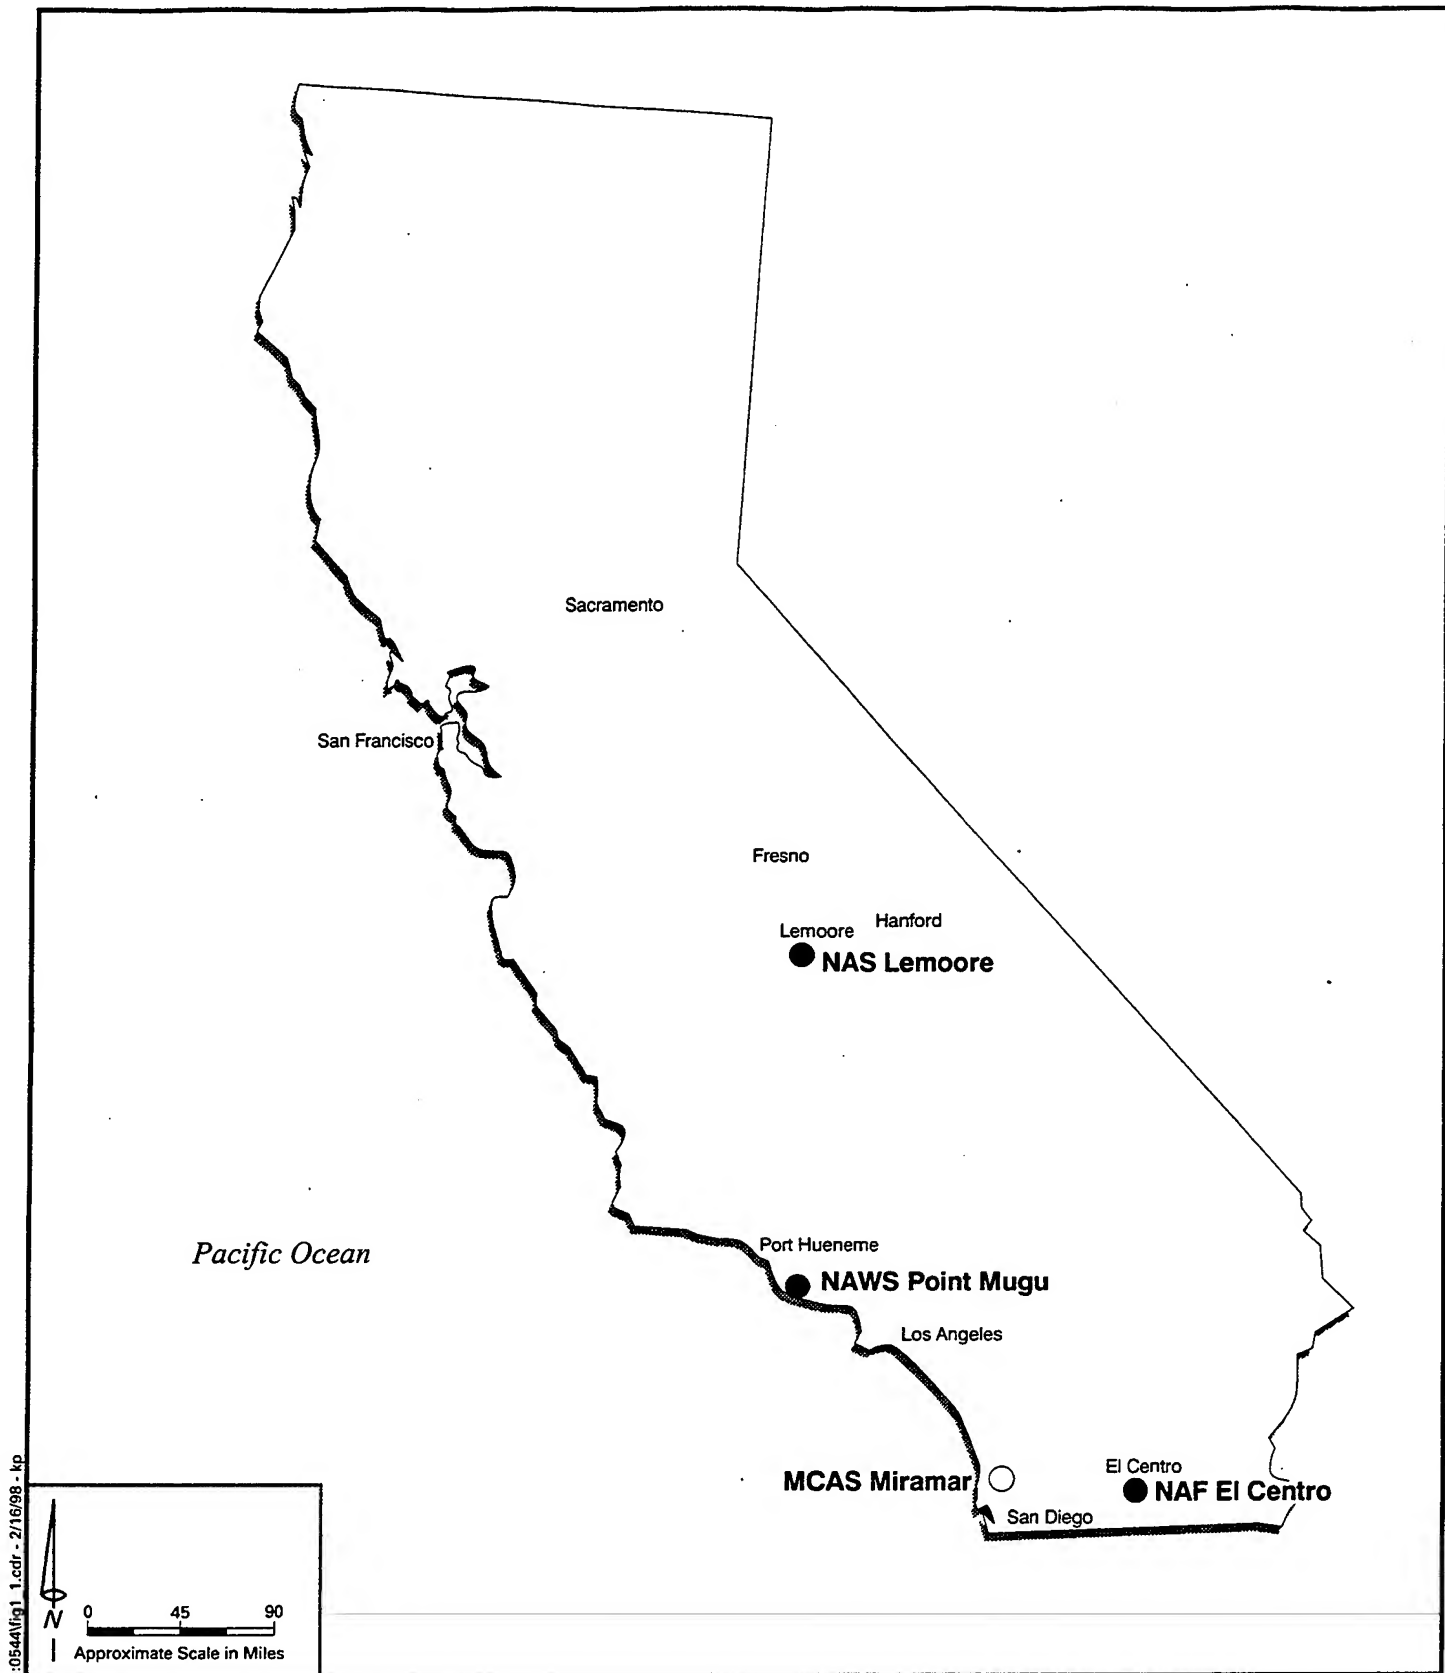 Sacramento
San Francisco
Fresno
Hanford
Lemoore
NAS Lemoore
Pacific Ocean
Port Hueneme
NAWS Point Mugu
Los Angeles
El Centro
MCAS Miramar
NAF El Centro
San Diego
N
0 45 90
Approximate Scale in Miles
:0544\fig1_1.cdr - 2/16/98 - kp